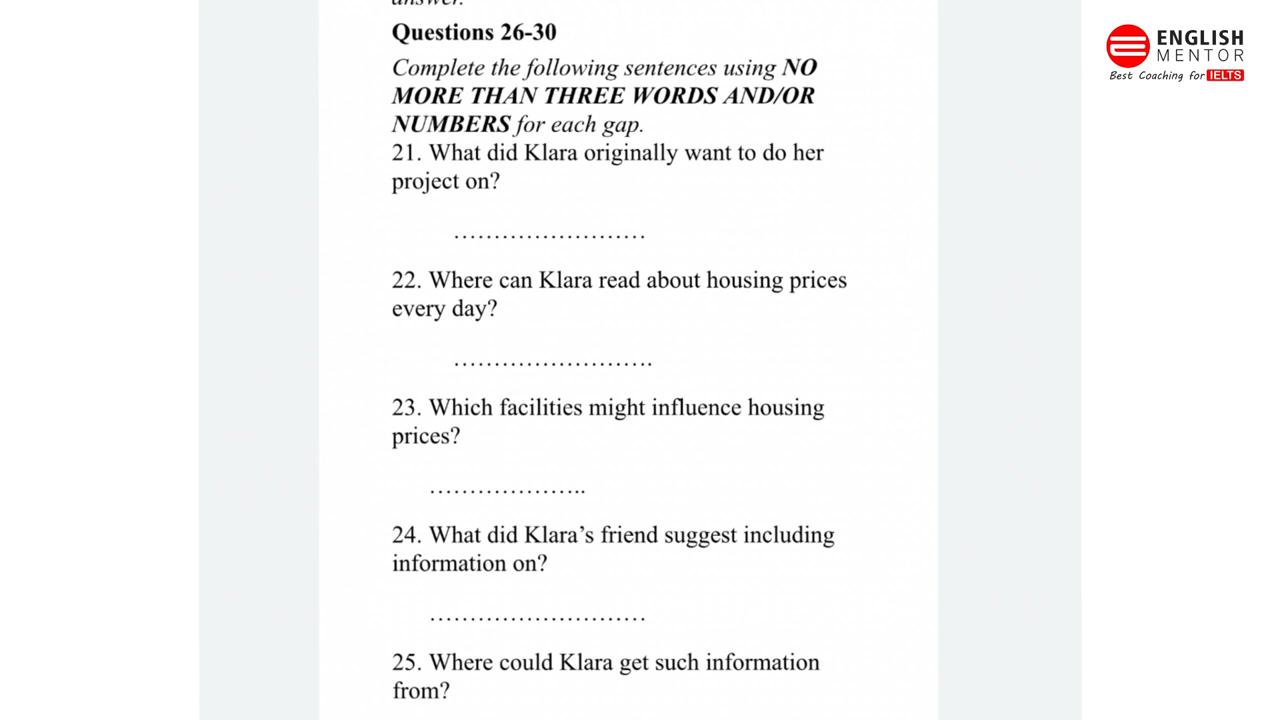 answer.
Questions 26-30
Complete the following sentences using NO
MORE THAN THREE WORDS AND/OR
NUMBERS for each gap.
21. What did Klara originally want to do her
project on?
........................
22. Where can Klara read about housing prices
every day?
.........................
23. Which facilities might influence housing
prices?
....................
24. What did Klara’s friend suggest including
information on?
...........................
25. Where could Klara get such information
from?
ENGLISH
MENTOR
Best Coaching for IELTS